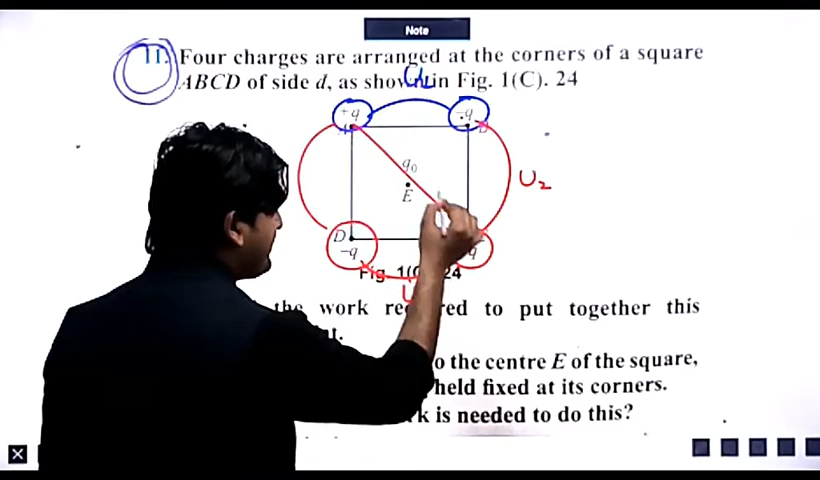 Note
11. Four charges are arranged at the corners of a square
ABCD of side d, as shown in Fig. 1(C). 24
+q
-q
A
B
q₀
E
U₂
D
-q
q
Fig. 1(C). 24
the work required to put together this
o the centre E of the square,
held fixed at its corners.
k is needed to do this?